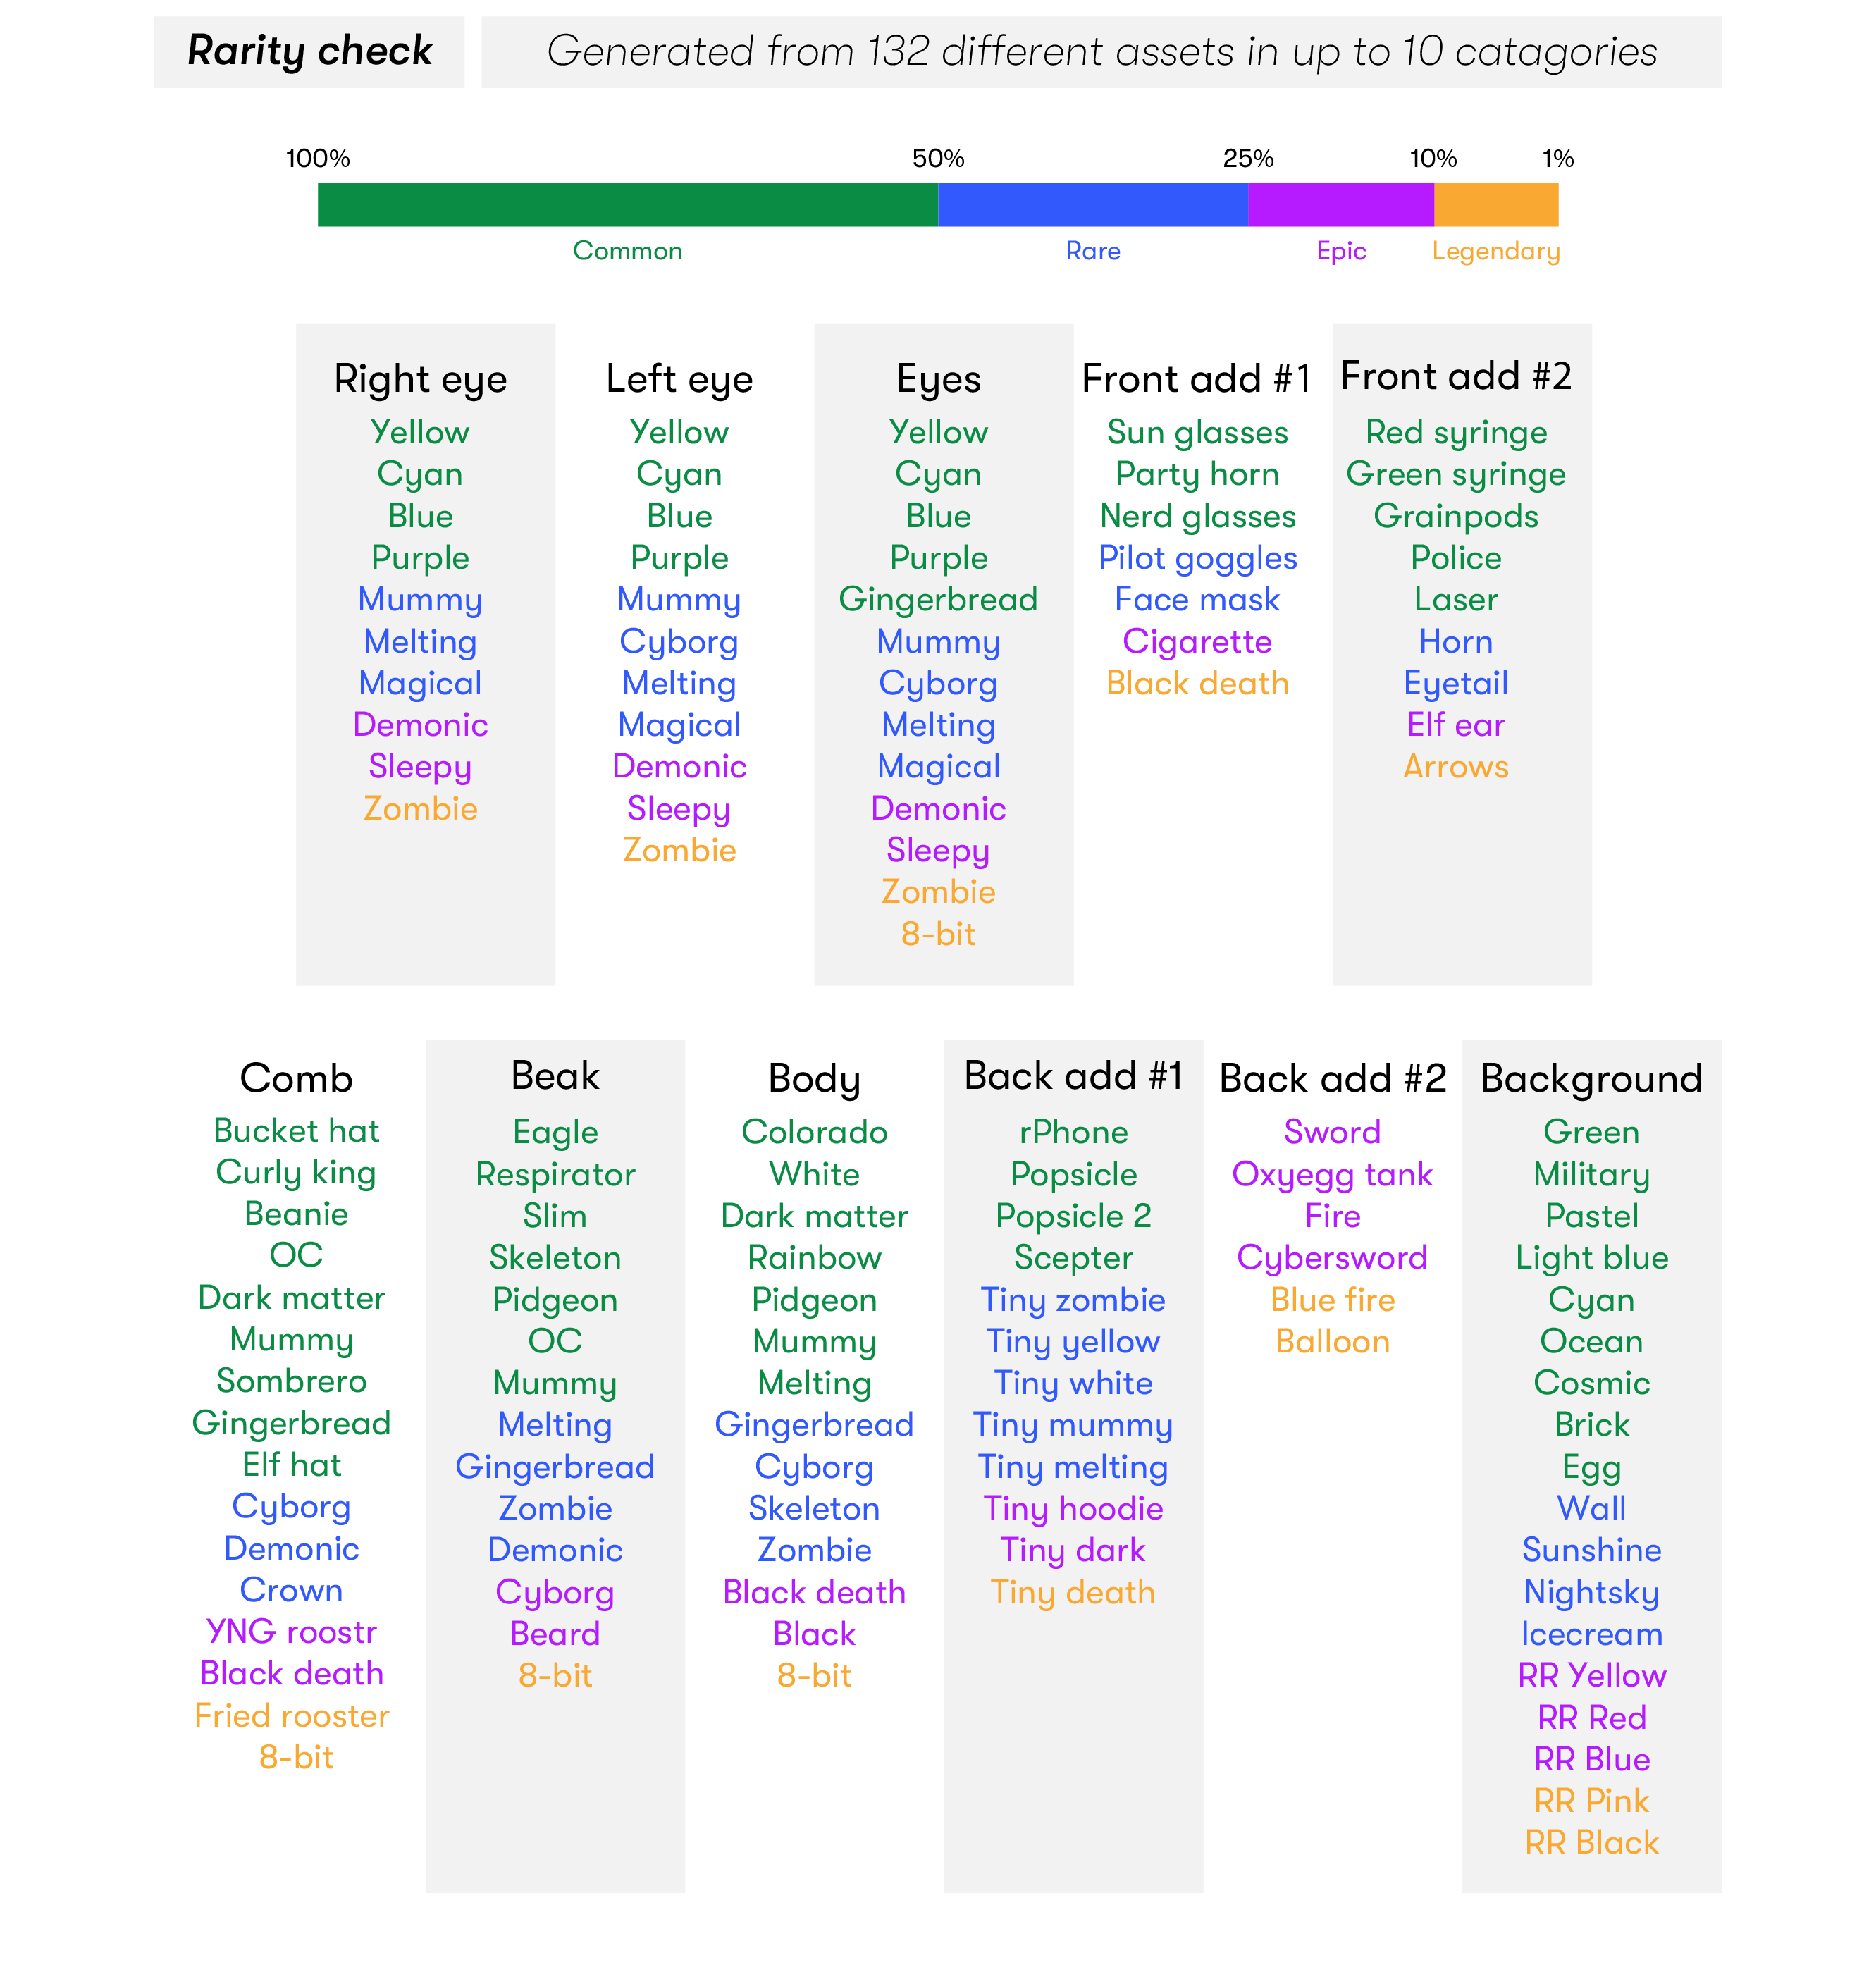 Rarity check
Generated from 132 different assets in up to 10 catagories
100%
50%
25%
10%
1%
Common
Rare
Epic
Legendary
Right eye
Yellow
Cyan
Blue
Purple
Mummy
Melting
Magical
Demonic
Sleepy
Zombie
Left eye
Yellow
Cyan
Blue
Purple
Mummy
Cyborg
Melting
Magical
Demonic
Sleepy
Zombie
Eyes
Yellow
Cyan
Blue
Purple
Gingerbread
Mummy
Cyborg
Melting
Magical
Demonic
Sleepy
Zombie
8-bit
Front add #1
Sun glasses
Party horn
Nerd glasses
Pilot goggles
Face mask
Cigarette
Black death
Front add #2
Red syringe
Green syringe
Grainpods
Police
Laser
Horn
Eyetail
Elf ear
Arrows
Comb
Bucket hat
Curly king
Beanie
OC
Dark matter
Mummy
Sombrero
Gingerbread
Elf hat
Cyborg
Demonic
Crown
YNG roostr
Black death
Fried rooster
8-bit
Beak
Eagle
Respirator
Slim
Skeleton
Pidgeon
OC
Mummy
Melting
Gingerbread
Zombie
Demonic
Cyborg
Beard
8-bit
Body
Colorado
White
Dark matter
Rainbow
Pidgeon
Mummy
Melting
Gingerbread
Cyborg
Skeleton
Zombie
Black death
Black
8-bit
Back add #1
rPhone
Popsicle
Popsicle 2
Scepter
Tiny zombie
Tiny yellow
Tiny white
Tiny mummy
Tiny melting
Tiny hoodie
Tiny dark
Tiny death
Back add #2
Sword
Oxyegg tank
Fire
Cybersword
Blue fire
Balloon
Background
Green
Military
Pastel
Light blue
Cyan
Ocean
Cosmic
Brick
Egg
Wall
Sunshine
Nightsky
Icecream
RR Yellow
RR Red
RR Blue
RR Pink
RR Black